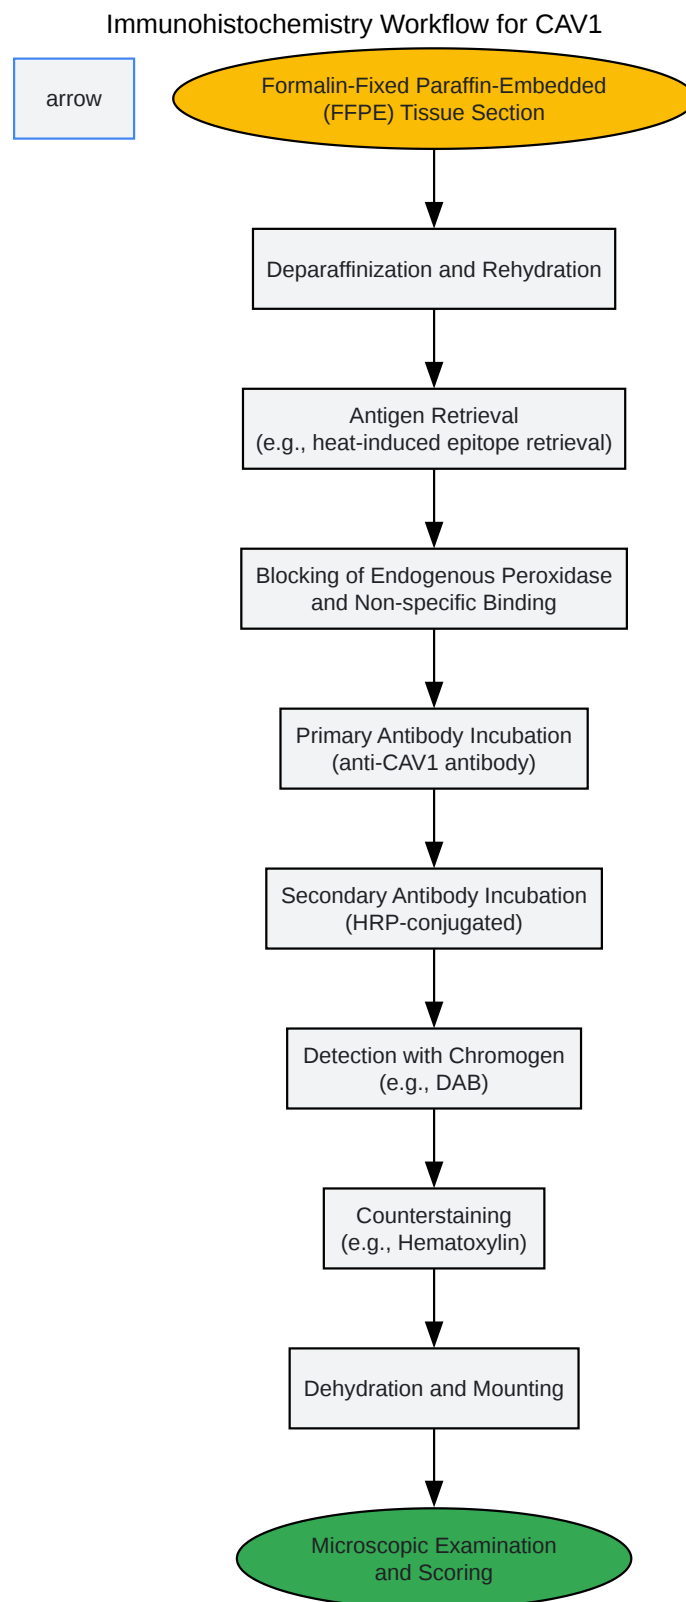 Immunohistochemistry Workflow for CAV1
arrow
Formalin-Fixed Paraffin-Embedded
(FFPE) Tissue Section
Deparaffinization and Rehydration
Antigen Retrieval
(e.g., heat-induced epitope retrieval)
Blocking of Endogenous Peroxidase
and Non-specific Binding
Primary Antibody Incubation
(anti-CAV1 antibody)
Secondary Antibody Incubation
(HRP-conjugated)
Detection with Chromogen
(e.g., DAB)
Counterstaining
(e.g., Hematoxylin)
Dehydration and Mounting
Microscopic Examination
and Scoring